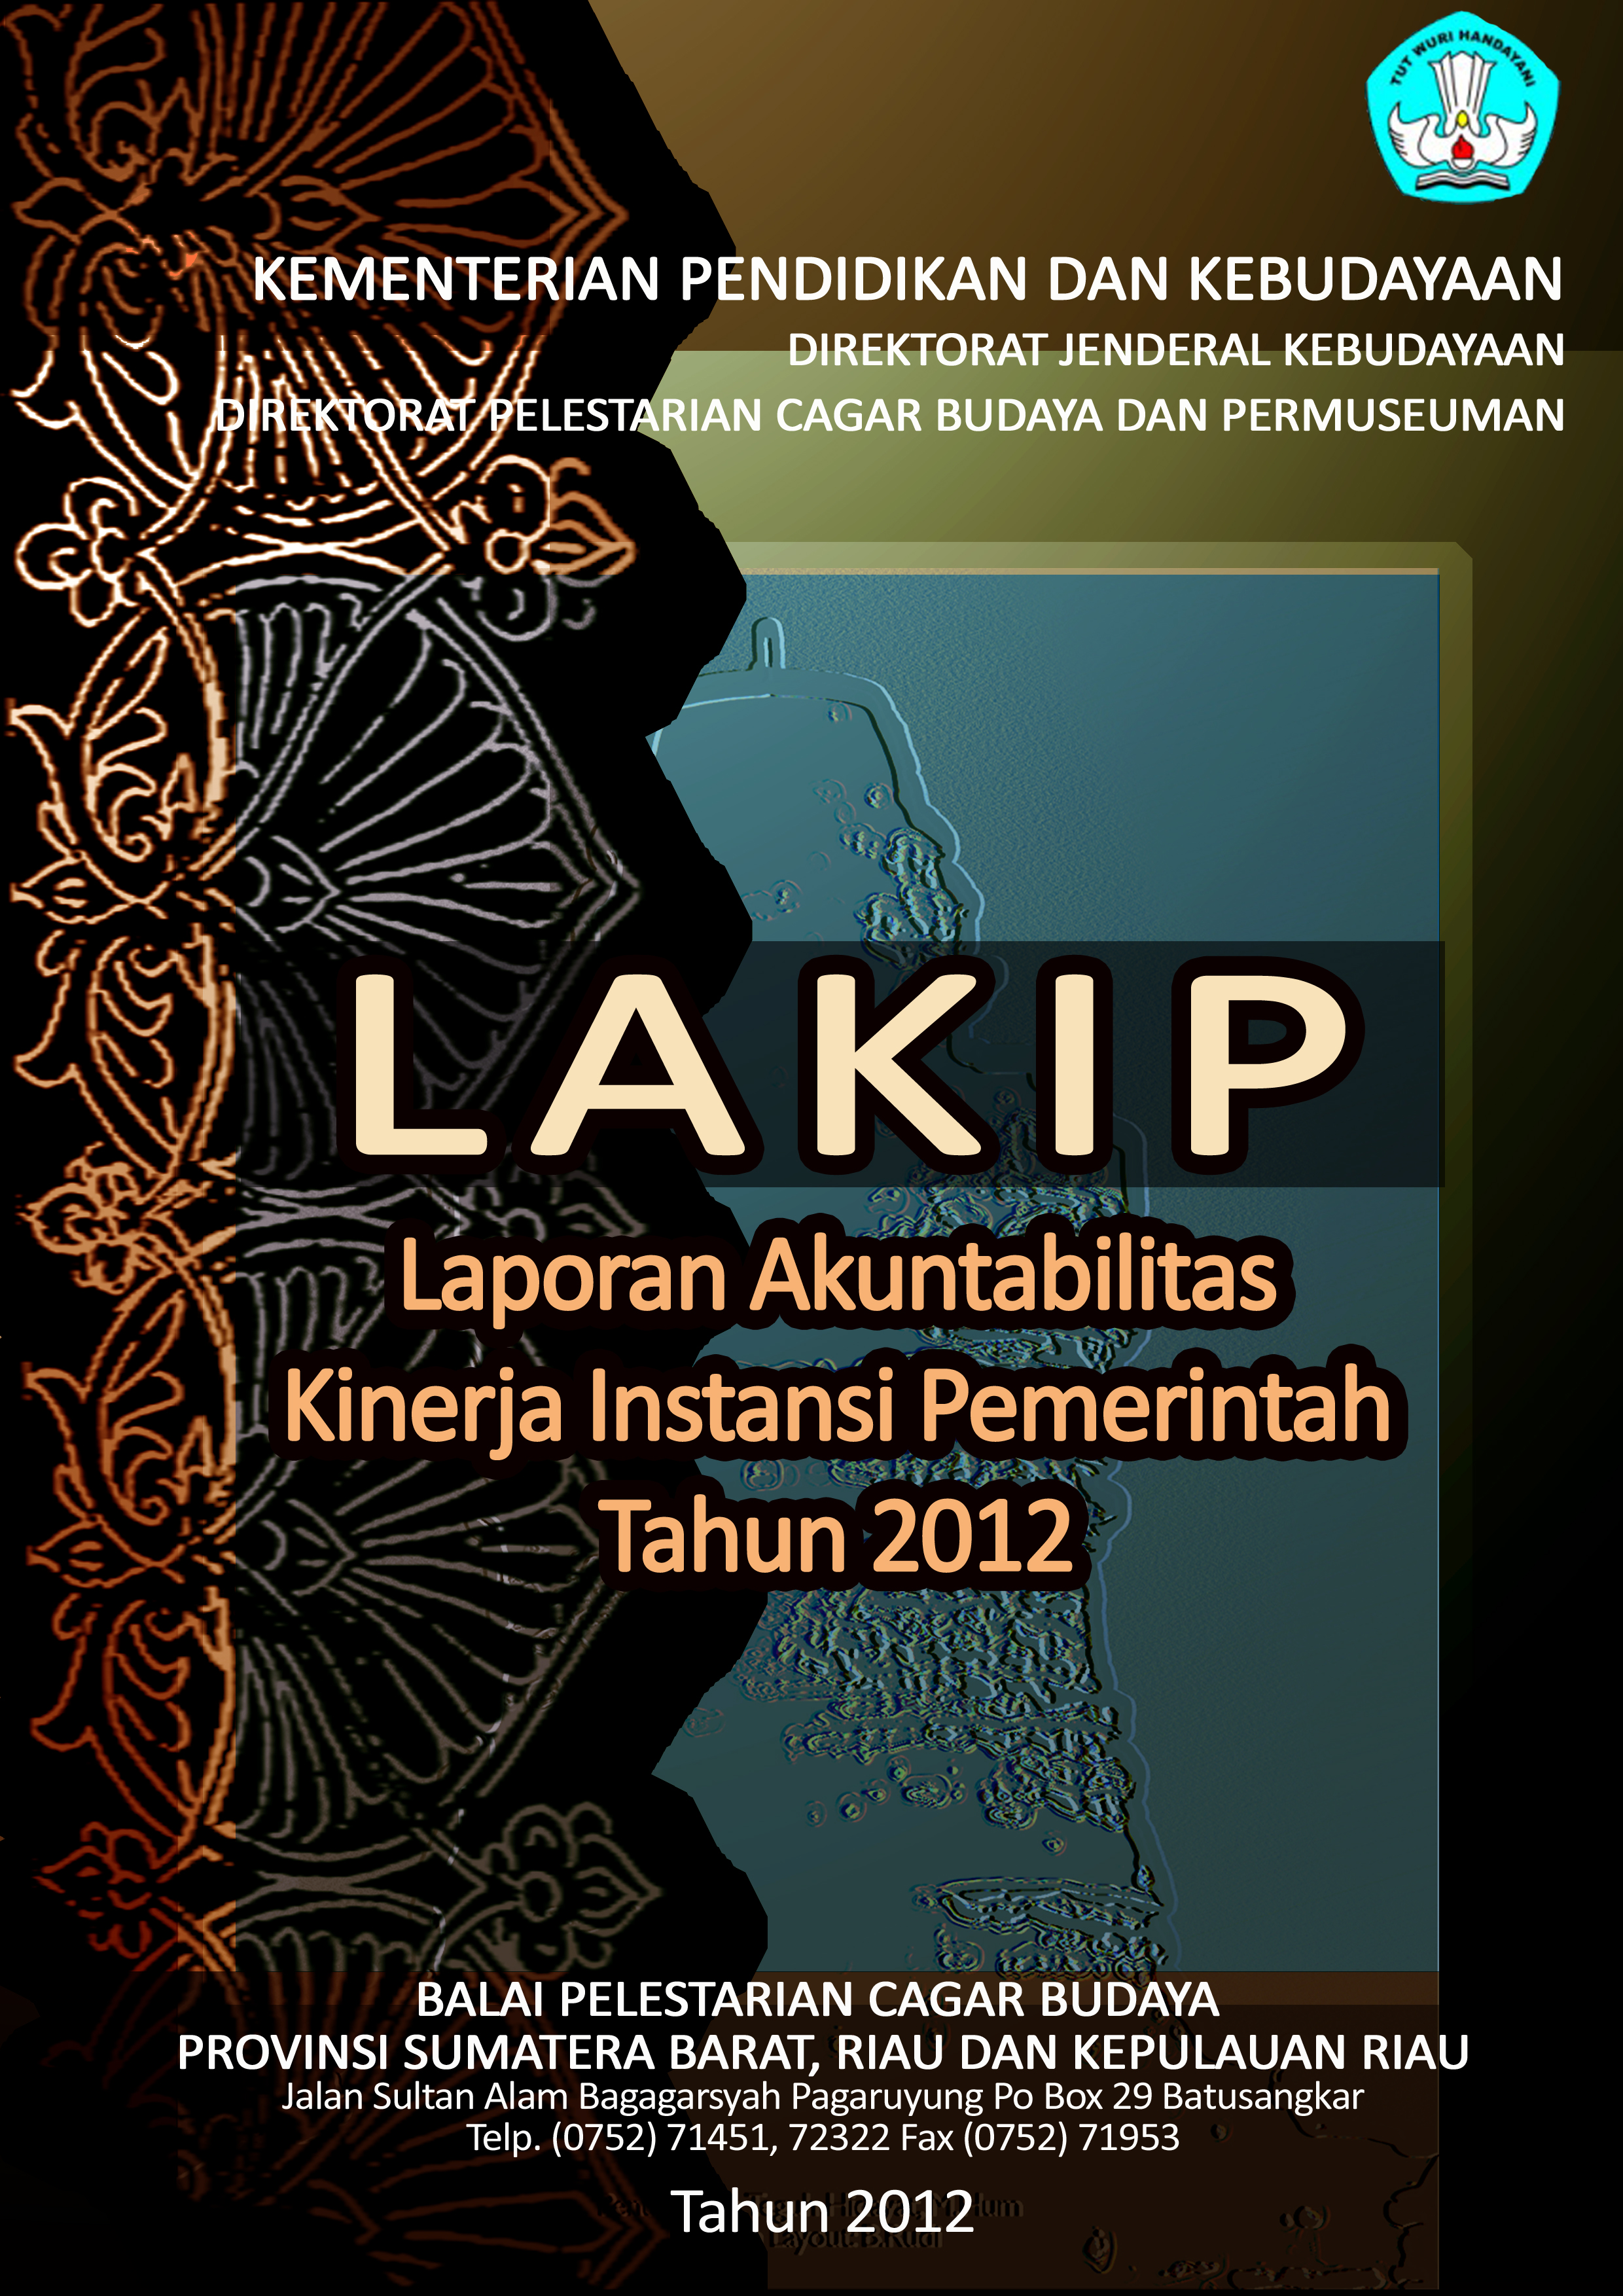 TUT WURI HANDAYANI
KEMENTERIAN PENDIDIKAN DAN KEBUDAYAAN
DIREKTORAT JENDERAL KEBUDAYAAN
DIREKTORAT PELESTARIAN CAGAR BUDAYA DAN PERMUSEUMAN
LAKIP
Laporan Akuntabilitas
Kinerja Instansi Pemerintah
Tahun 2012
BALAI PELESTARIAN CAGAR BUDAYA
PROVINSI SUMATERA BARAT, RIAU DAN KEPULAUAN RIAU
Jalan Sultan Alam Bagagarsyah Pagaruyung Po Box 29 Batusangkar
Telp. (0752) 71451, 72322 Fax (0752) 71953
Tahun 2012